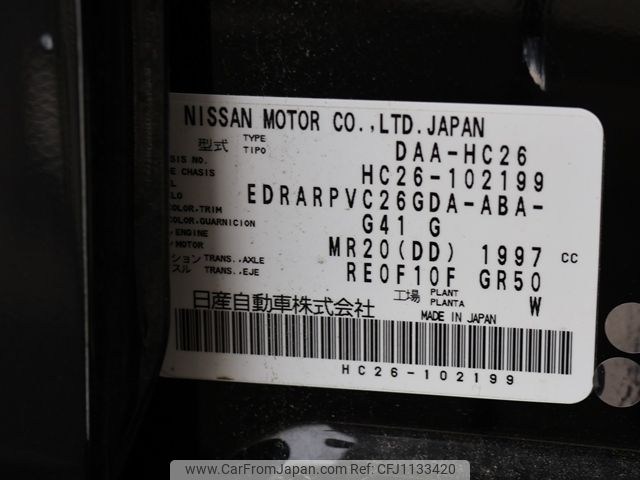 NISSAN MOTOR CO.,LTD.JAPAN
型式 TYPE TIPO DAA-HC26
SIS NO. E CHASIS HC26-102199
EL LO EDRARPVC26GDA-ABA-
COLOR,TRIM COLOR,GUARNICION G41 G
,ENGINE MOTOR MR20(DD) 1997 CC
ション スル TRANS.,AXLE TRANS.,EJE RE0F10F GR50
工場 PLANT PLANTA W
日産自動車株式会社 MADE IN JAPAN
HC26-102199
www.CarFromJapan.com | © CarFromJapan | CFJ1133420